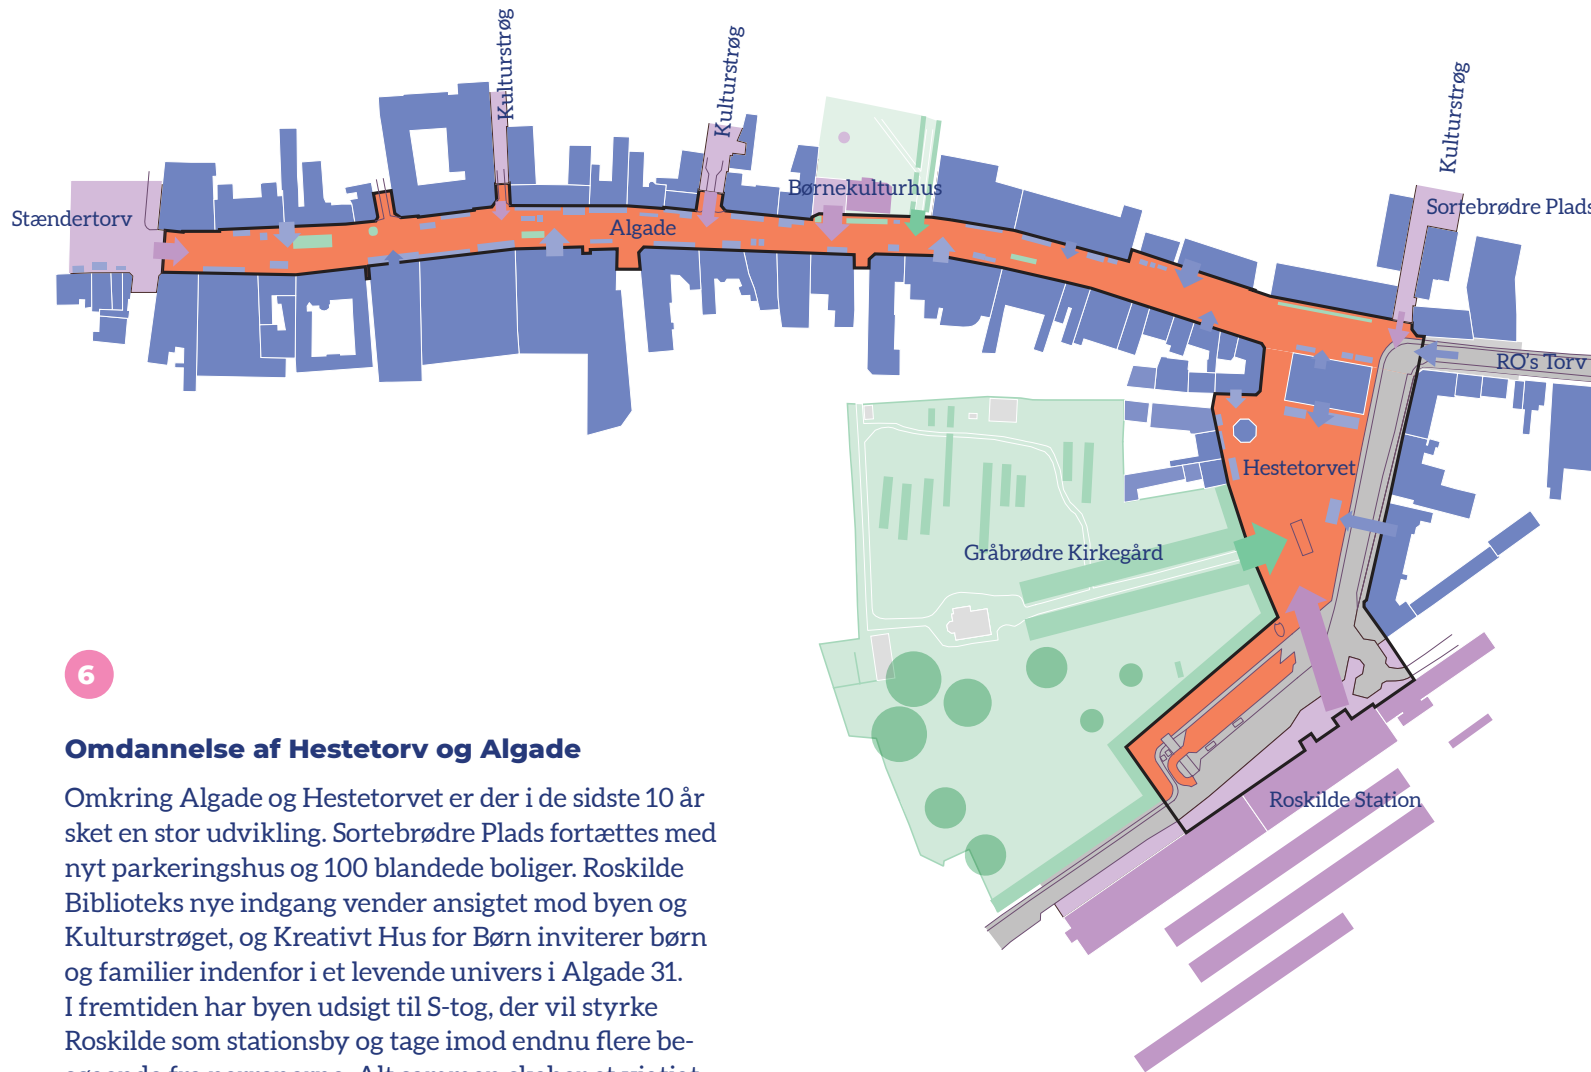 Kulturstrøg
Kulturstrøg
Kulturstrøg
Børnekulturhus
Sortebrødre Plads
Stændertorv
Algade
RO's Torv
Hestetorvet
Gråbrødre Kirkegård
Roskilde Station
6
Omdannelse af Hestetorv og Algade
Omkring Algade og Hestetorvet er der i de sidste 10 år
sket en stor udvikling. Sortebrødre Plads fortættes med
nyt parkeringshus og 100 blandede boliger. Roskilde
Biblioteks nye indgang vender ansigtet mod byen og
Kulturstrøget, og Kreativt Hus for Børn inviterer børn
og familier indenfor i et levende univers i Algade 31.
I fremtiden har byen udsigt til S-tog, der vil styrke
Roskilde som stationsby og tage imod endnu flere be-